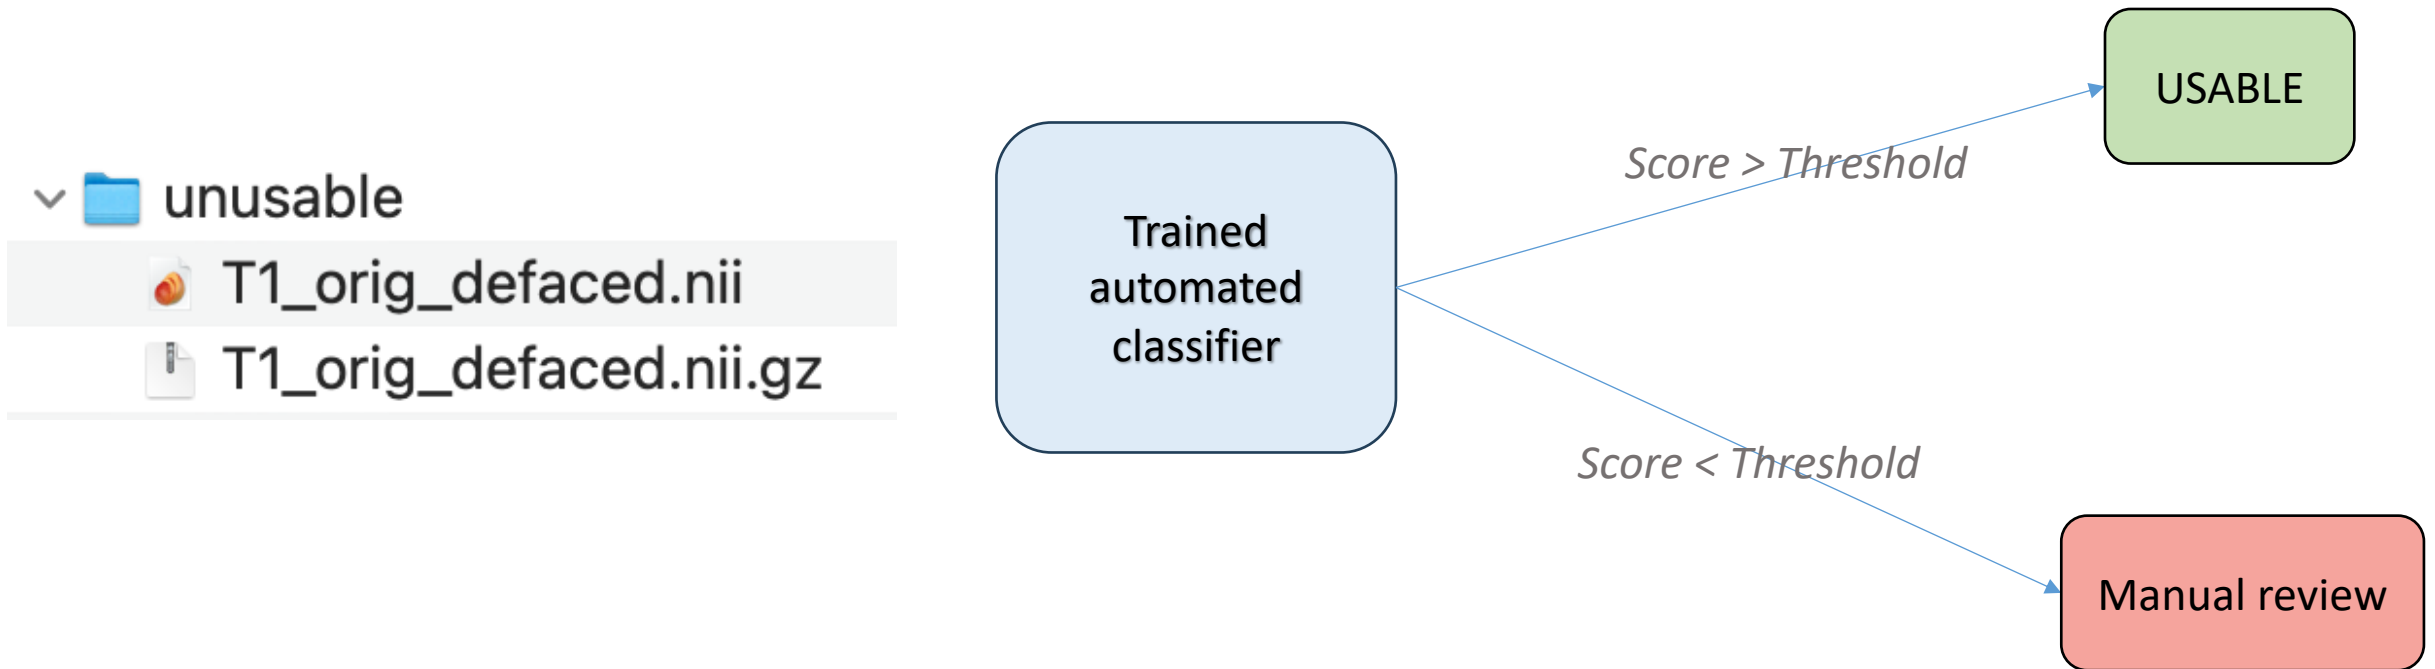 unusable
T1_orig_defaced.nii
T1_orig_defaced.nii.gz
Trained
automated
classifier
Score > Threshold
Score < Threshold
USABLE
Manual review